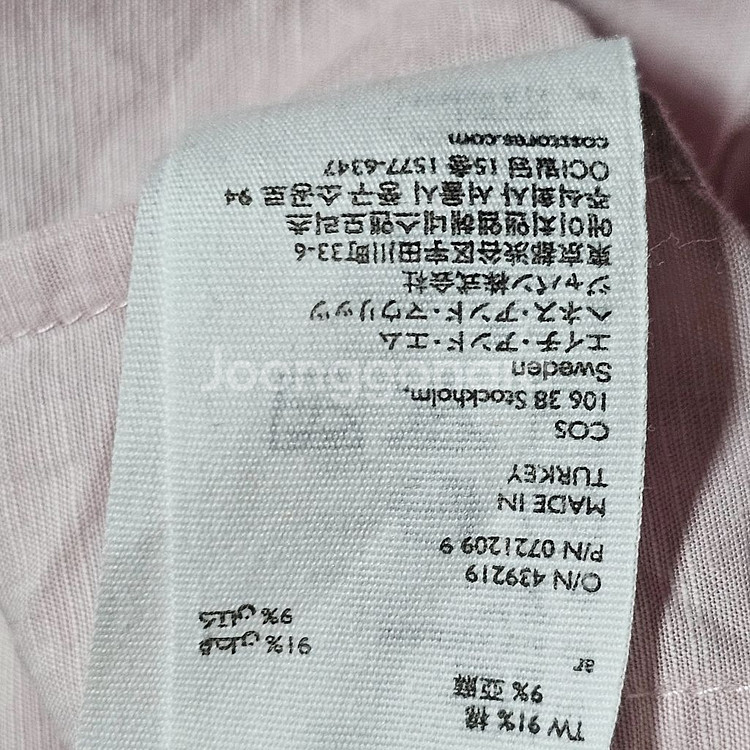 TW 91% 棉
9% 亞麻
ar
91% قطن
9% كتان
O/N 439219
P/N 0721209 9
MADE IN
TURKEY
COS
106 38 Stockholm,
Sweden
エイチ・アンド・エム
ヘネス・アンド・マウリッツ
ジャパン株式会社
東京都渋谷区宇田川町33-6
에이치앤엠헤네스앤모리츠
주식회사 서울시 중구 소공로 94
OCI빌딩 15층 1577-6347
cosstores.com